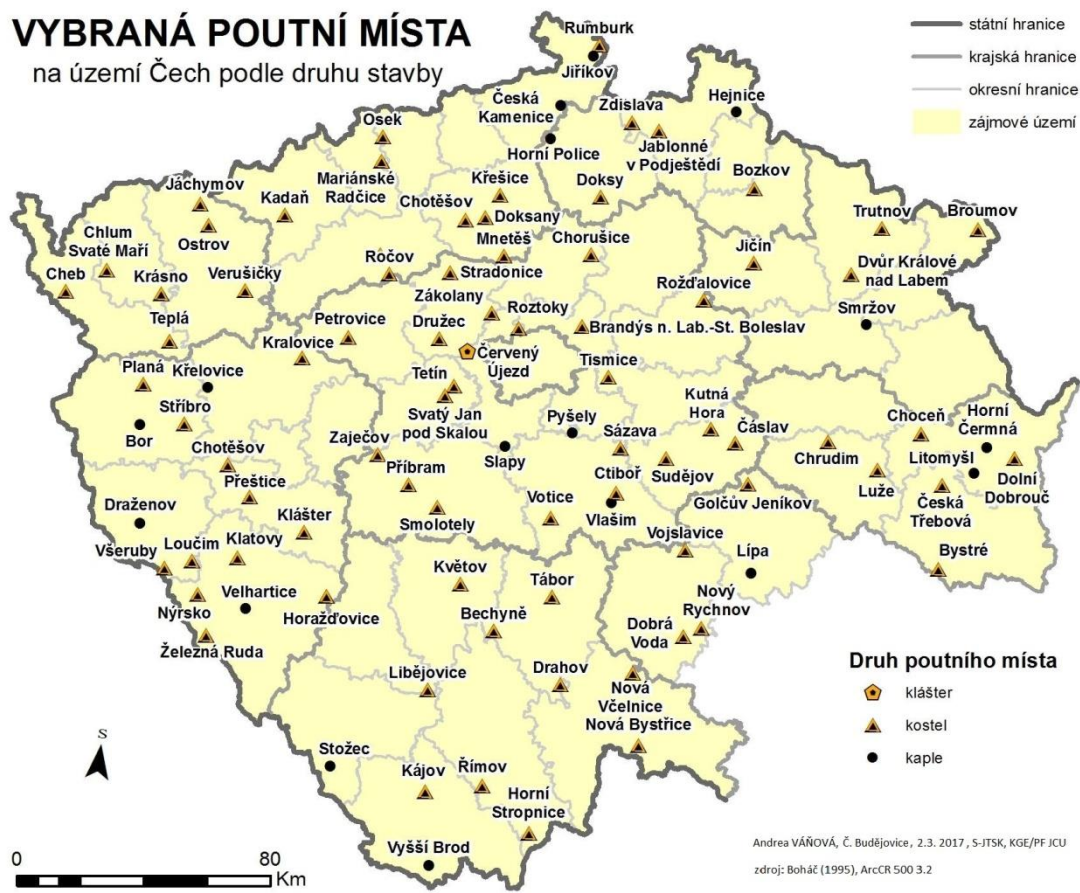 VYBRANÁ POUTNÍ MÍSTA
na území Čech podle druhu stavby
státní hranice
krajská hranice
okresní hranice
zájmové území
Rumburk
Jiříkov
Česká
Kamenice
Zdislava
Hejnice
Osek
Horní Police
Jablonné
v Podještědí
Mariánské
Radčice
Křešice
Doksy
Bozkov
Jáchymov
Kadaň
Chotěšov
Doksany
Trutnov
Broumov
Chlum
Svaté Maří
Ostrov
Mnetěš
Chorušice
Jičín
Cheb
Krásno
Verušičky
Ročov
Stradonice
Rožďalovice
Dvůr Králové
nad Labem
Zákolany
Roztoky
Smržov
Teplá
Petrovice
Družec
Brandýs n. Lab.-St. Boleslav
Kralovice
Červený
Újezd
Tismice
Planá
Křelovice
Tetín
Kutná
Hora
Stříbro
Svatý Jan
pod Skalou
Pyšely
Choceň
Horní
Čermná
Bor
Zaječov
Sázava
Čáslav
Chotěšov
Slapy
Chrudim
Litomyšl
Příbram
Ctiboř
Sudějov
Dolní
Dobrouč
Přeštice
Luže
Golčův Jeníkov
Česká
Třebová
Draženov
Klášter
Smolotely
Votice
Vlašim
Vojslavice
Všeruby
Loučim
Klatovy
Lípa
Bystré
Květov
Tábor
Velhartice
Nový
Rychnov
Nýrsko
Horažďovice
Bechyně
Dobrá
Voda
Železná Ruda
Libějovice
Drahov
Nová
Včelnice
Nová Bystřice
Stožec
Kájov
Římov
Horní
Stropnice
Vyšší Brod
Druh poutního místa
klášter
kostel
kaple
S
0 80
Km
Andrea VÁŇOVÁ, Č. Budějovice, 2.3. 2017, S-JTSK, KGE/PF JCU
zdroj: Boháč (1995), ArcCR 500 3.2